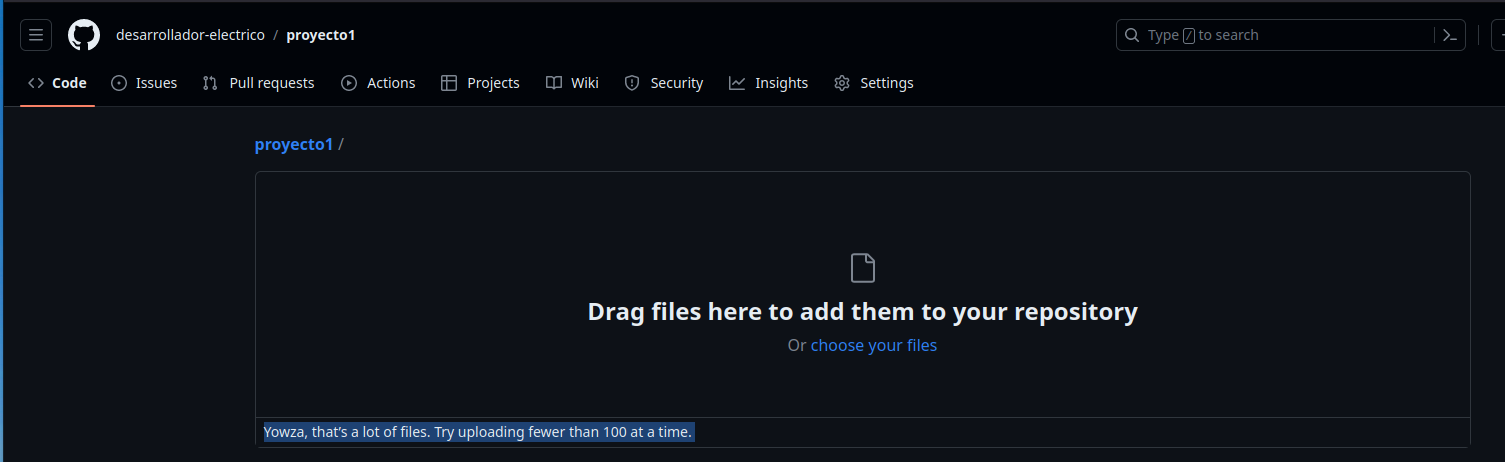 desarrollador-electrico / proyecto1
Type / to search
Code Issues Pull requests Actions Projects Wiki Security Insights Settings
proyecto1 /
Drag files here to add them to your repository
Or choose your files
Yowza, that’s a lot of files. Try uploading fewer than 100 at a time.